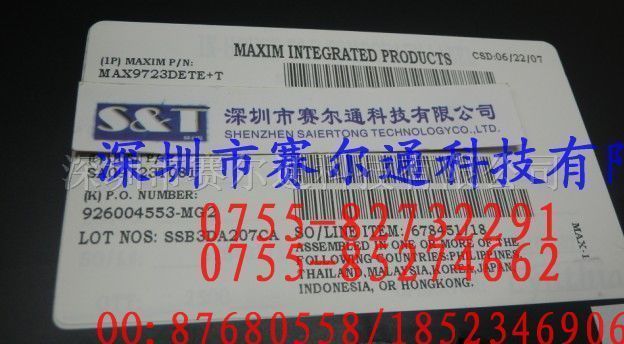 MAXIM INTEGRATED PRODUCTS
CSD:06/22/07
(1P) MAXIM P/N:
MAX9723DETE+T
S&T
深圳市赛尔通科技有限公司
SHENZHEN SAIERTONG TECHNOLOGYCO.,LTD.
深圳市赛尔通科技有限
(K) P.O. NUMBER:
926004553-MG2
0755-82732291
LOT NOS: SSB3DA207CA
SO/LINE ITEM: 678451/18
ASSEMBLED IN ONE OR MORE OF THE
FOLLOWING COUNTRIES:PHILIPPINES
THAILAND,MALAYSIA,KOREA,JAPAN
INDONESIA, OR HONGKONG.
MAX-1
0755-83274662
QQ:87680558/1852346906